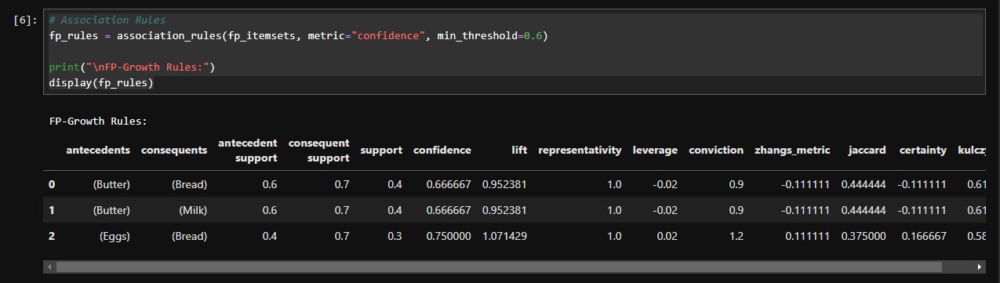 [6]: # Association Rules
fp_rules = association_rules(fp_itemsets, metric="confidence", min_threshold=0.6)
print("\nFP-Growth Rules:")
display(fp_rules)
FP-Growth Rules:
antecedents consequents antecedent support consequent support support confidence lift representativity leverage conviction zhangs_metric jaccard certainty
0 (Butter) (Bread) 0.6 0.7 0.4 0.666667 0.952381 1.0 -0.02 0.9 -0.111111 0.444444 -0.111111 0.61
1 (Butter) (Milk) 0.6 0.7 0.4 0.666667 0.952381 1.0 -0.02 0.9 -0.111111 0.444444 -0.111111 0.61
2 (Eggs) (Bread) 0.4 0.7 0.3 0.750000 1.071429 1.0 0.02 1.2 0.111111 0.375000 0.166667 0.58